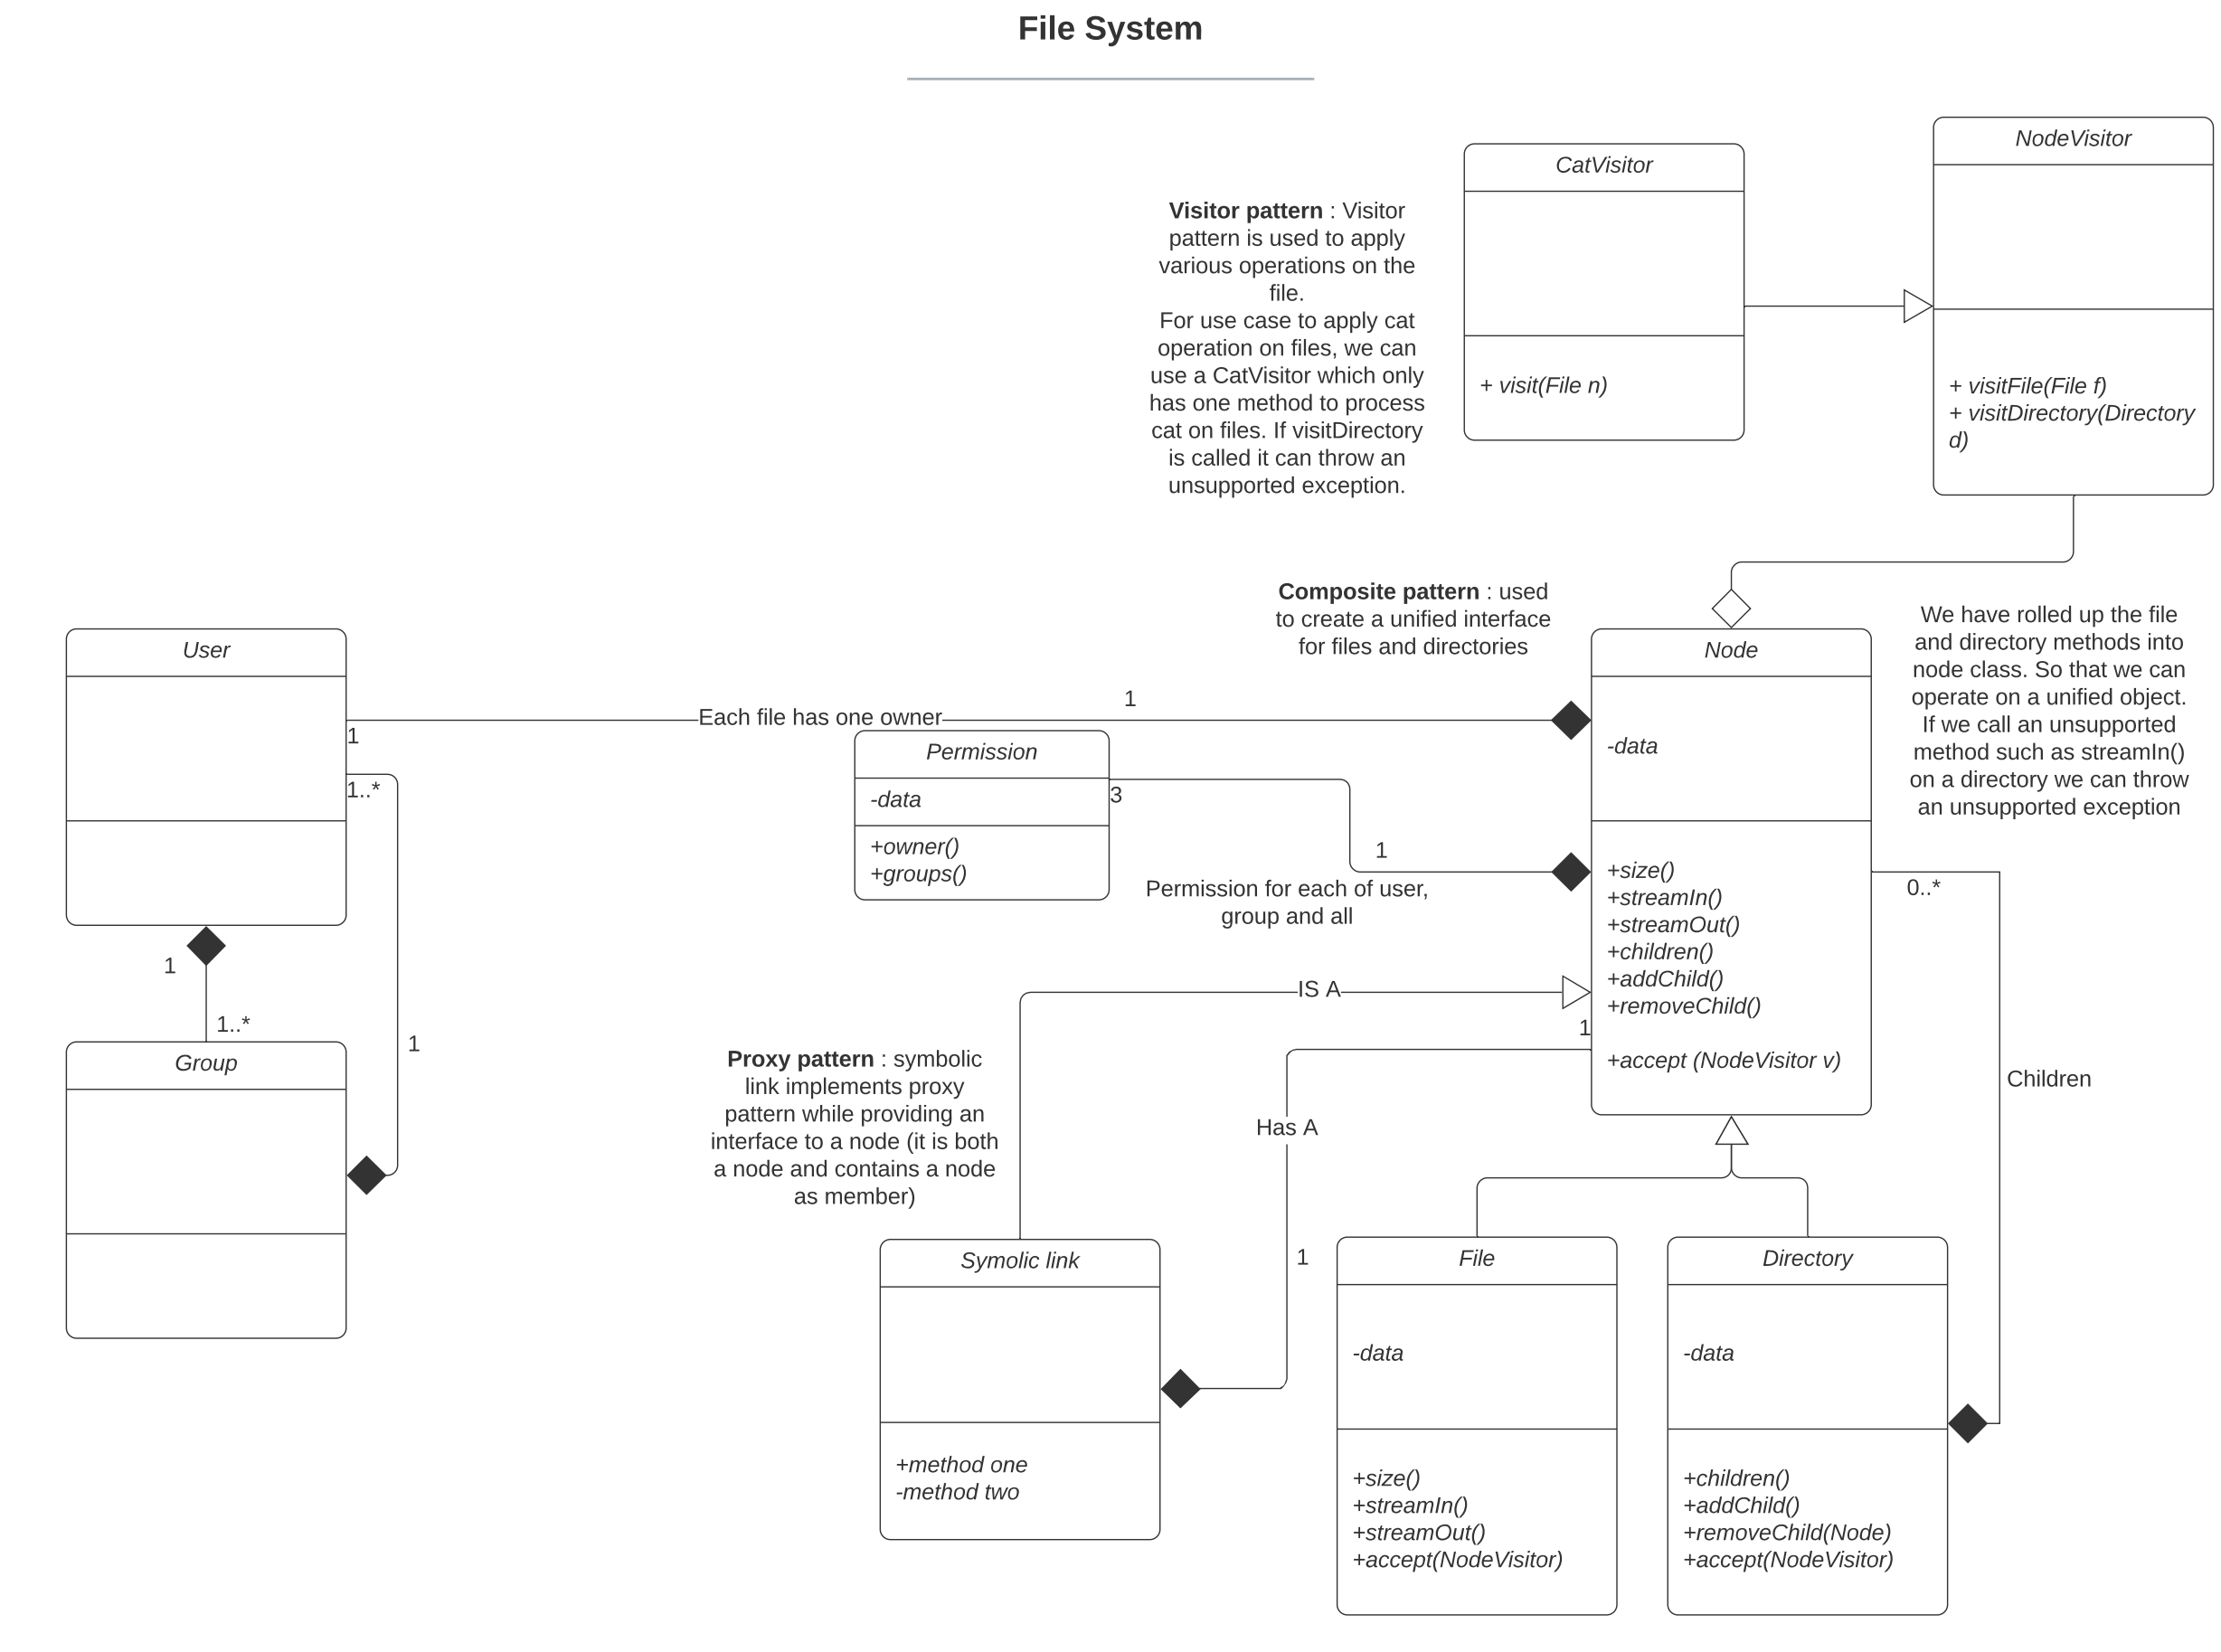 File System
NodeVisitor
+ visitFile(File f)
+ visitDirectory(Directory
d)
CatVisitor
+ visit(File n)
Visitor pattern : Visitor
pattern is used to apply
various operations on the
file.
For use case to apply cat
operation on files, we can
use a CatVisitor which only
has one method to process
cat on files. If visitDirectory
is called it can throw an
unsupported exception.
Composite pattern : used
to create a unified interface
for files and directories
We have rolled up the file
and directory methods into
node class. So that we can
operate on a unified object.
If we call an unsupported
method such as streamIn()
on a directory we can throw
an unsupported exception
User
1
Each file has one owner
1
1..*
1
1..*
1
Group
Permission
-data
+owner()
+groups()
3
1
Permission for each of user,
group and all
Node
-data
+size()
+streamIn()
+streamOut()
+children()
+addChild()
+removeChild()
+accept (NodeVisitor v)
0..*
Children
IS A
1
Has A
1
Proxy pattern : symbolic
link implements proxy
pattern while providing an
interface to a node (it is both
a node and contains a node
as member)
Symolic link
+method one
-method two
File
-data
+size()
+streamIn()
+streamOut()
+accept(NodeVisitor)
Directory
-data
+children()
+addChild()
+removeChild(Node)
+accept(NodeVisitor)